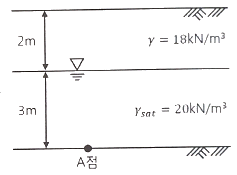 2m
γ = 18kN/m³
3m
γsat = 20kN/m³
A점